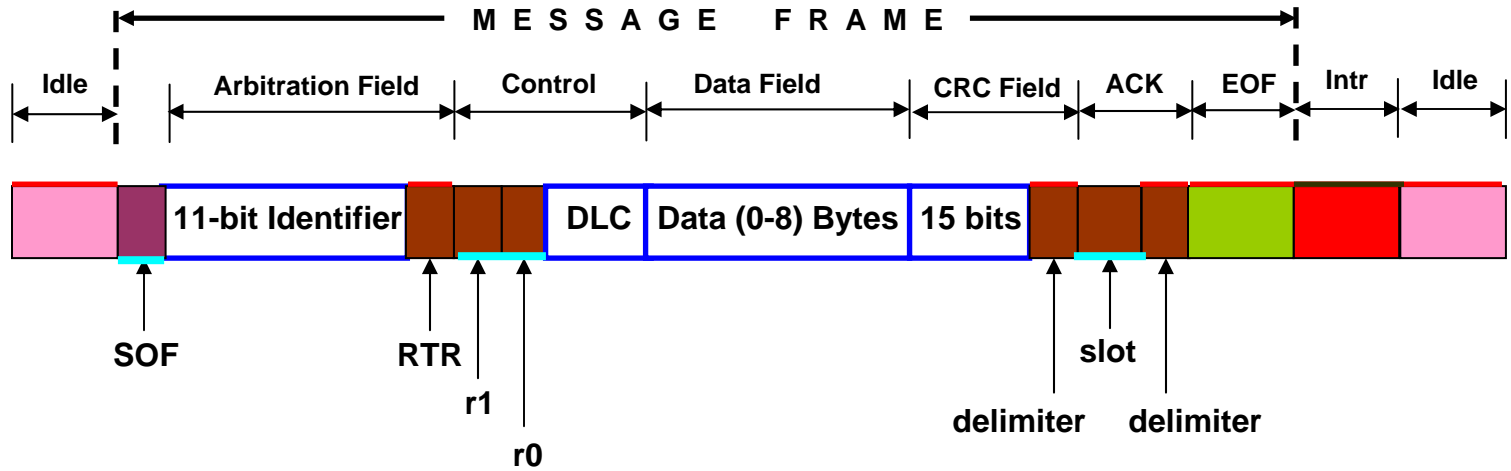 M E S S A G E F R A M E
Idle Arbitration Field Control Data Field CRC Field ACK EOF Intr Idle
11-bit Identifier DLC Data (0-8) Bytes 15 bits
SOF RTR slot
r1 delimiter delimiter
r0